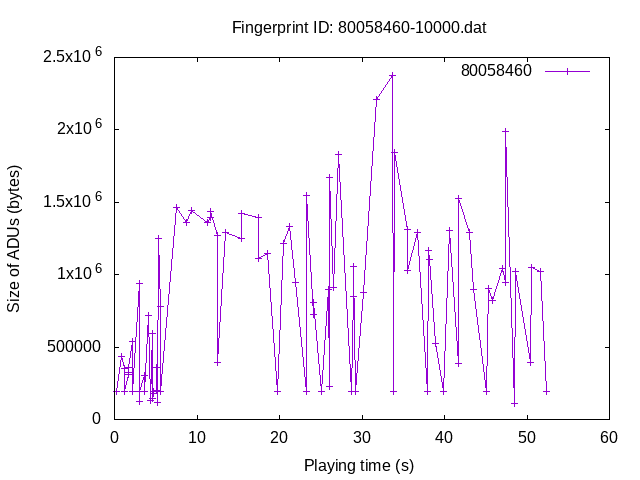 Fingerprint ID: 80058460-10000.dat
2.5x10^6
80058460
2x10^6
1.5x10^6
1x10^6
500000
0
Size of ADUs (bytes)
0 10 20 30 40 50 60
Playing time (s)